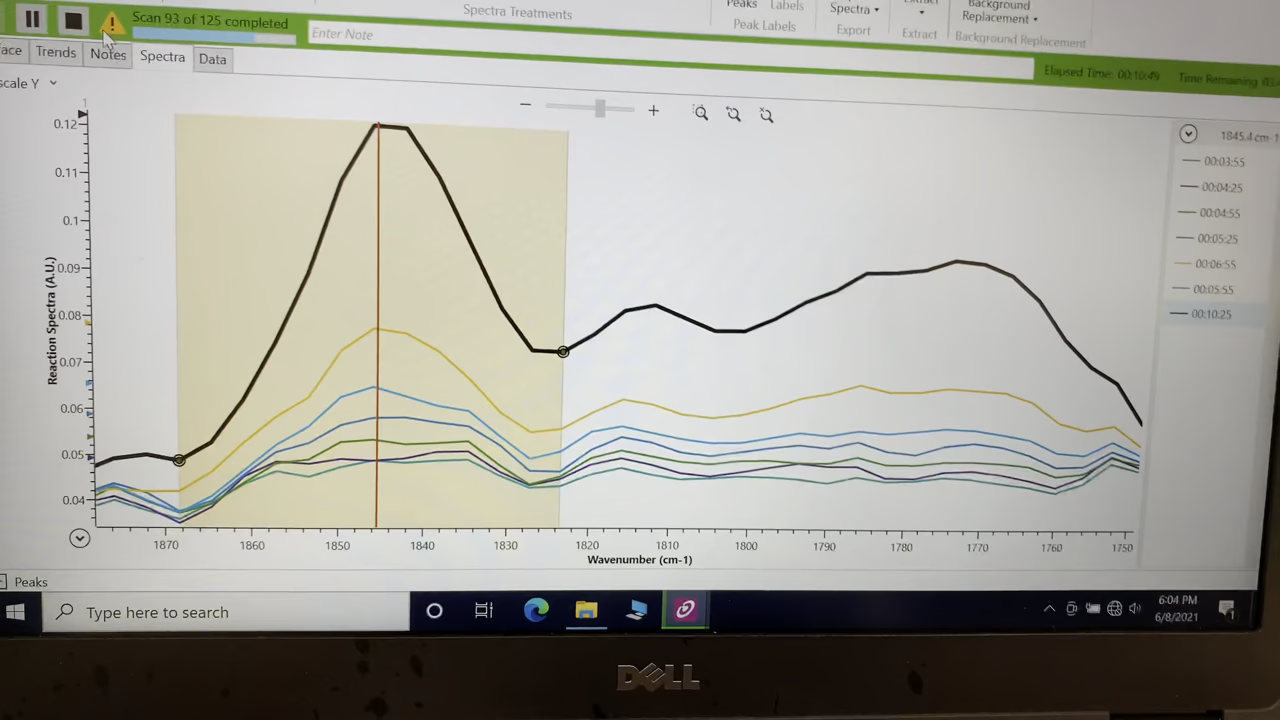 Scan 93 of 125 completed
Spectra Treatments
Peaks Labels
Peak Labels
Spectra
Export
Extract
Background
Replacement
Background Replacement
Enter Note
Elapsed Time: 00:10:49 Time Remaining
Trends Notes Spectra Data
scale Y
1
0.12
0.11
0.1
0.09
0.08
0.07
0.06
0.05
0.04
Reaction Spectra (A.U.)
1870 1860 1850 1840 1830 1820 1810 1800 1790 1780 1770 1760 1750
Wavenumber (cm-1)
1845.4 cm-1
00:03:55
00:04:25
00:04:55
00:05:25
00:06:55
00:05:55
00:10:25
Peaks
Type here to search
6:04 PM
6/8/2021
1
DELL